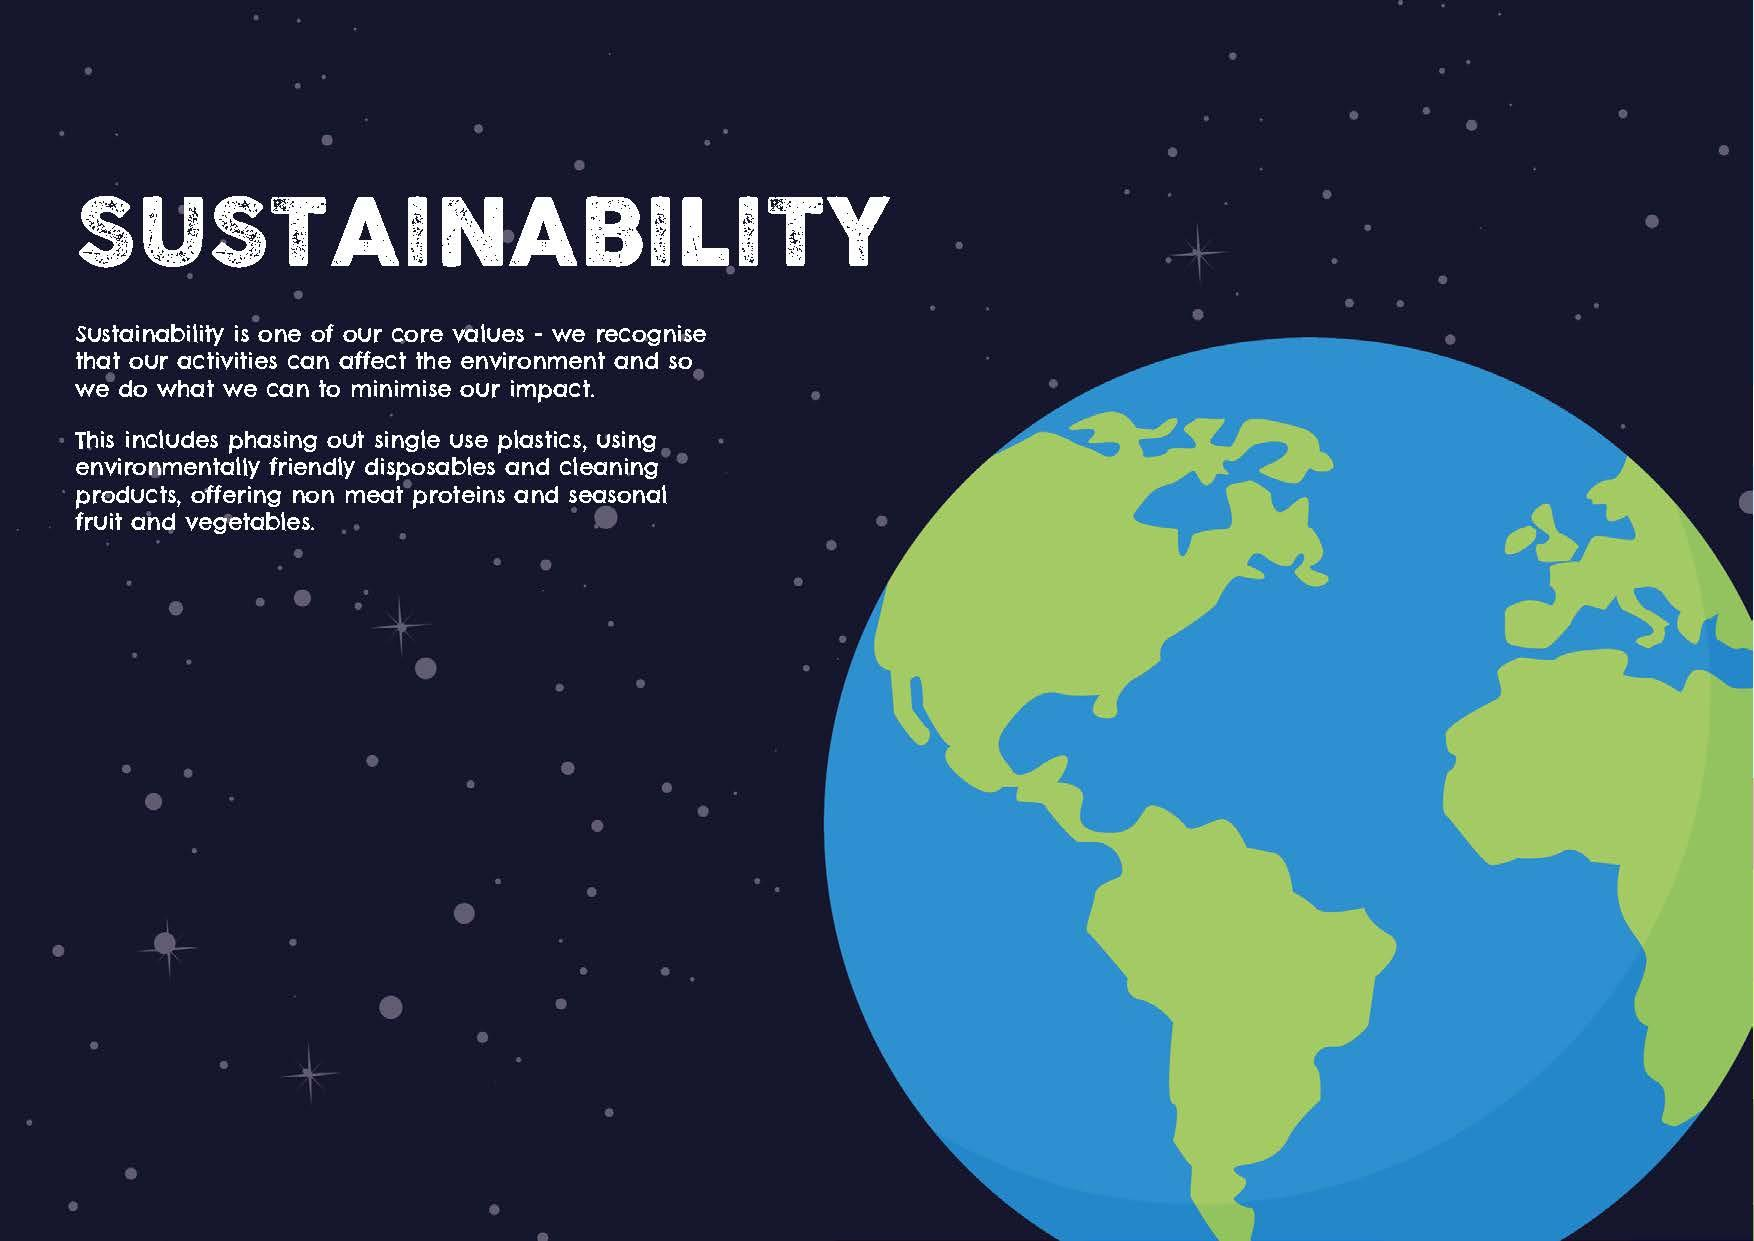 SUSTAINABILITY
Sustainability is one of our core values - we recognise
that our activities can affect the environment and so
we do what we can to minimise our impact.
This includes phasing out single use plastics, using
environmentally friendly disposables and cleaning
products, offering non meat proteins and seasonal
fruit and vegetables.